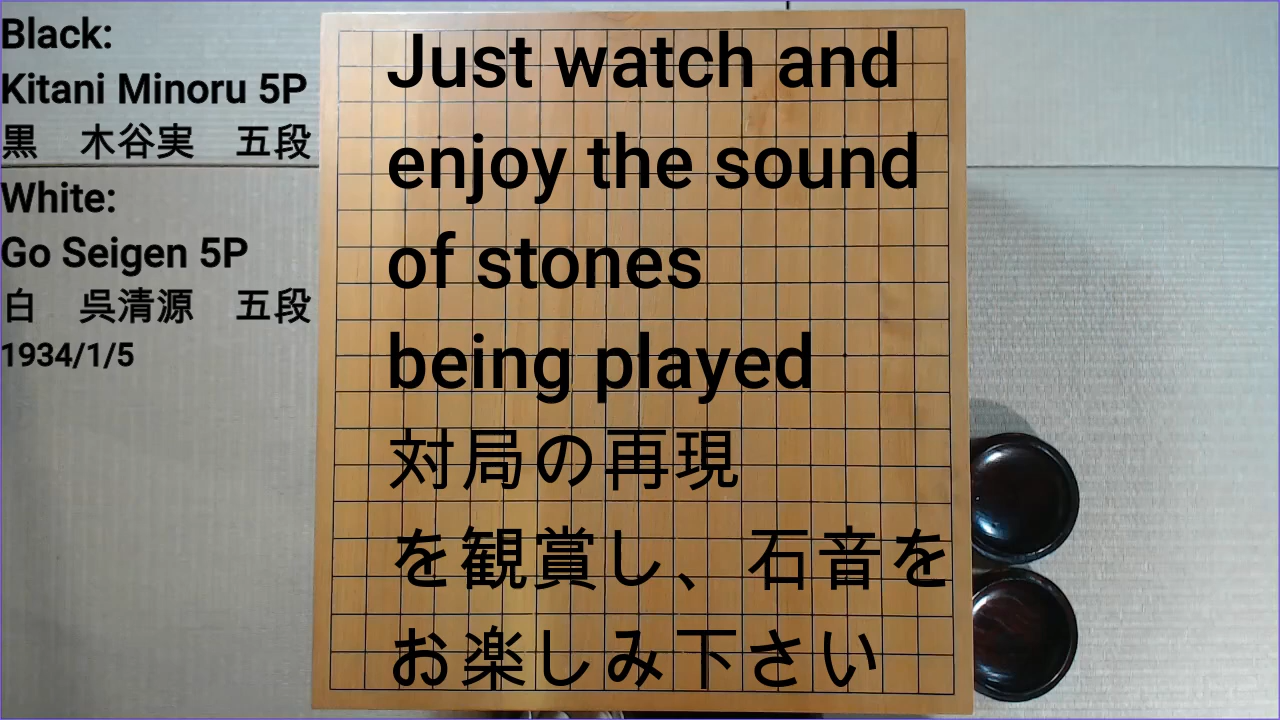 Black:
Kitani Minoru 5P
黒　木谷実　五段
White:
Go Seigen 5P
白　呉清源　五段
1934/1/5
Just watch and
enjoy the sound
of stones
being played
対局の再現
を観賞し、石音を
お楽しみ下さい